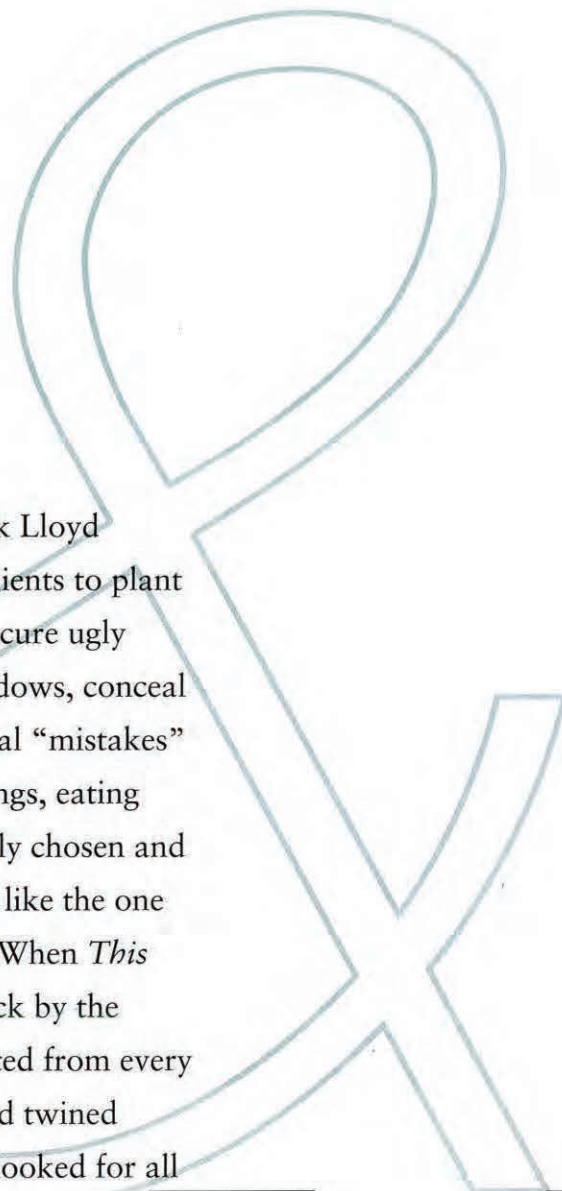 k Lloyd
ients to plant
cure ugly
dows, conceal
al “mistakes”
ngs, eating
ly chosen and
like the one
When This
ck by the
ted from every
d twined
ooked for all